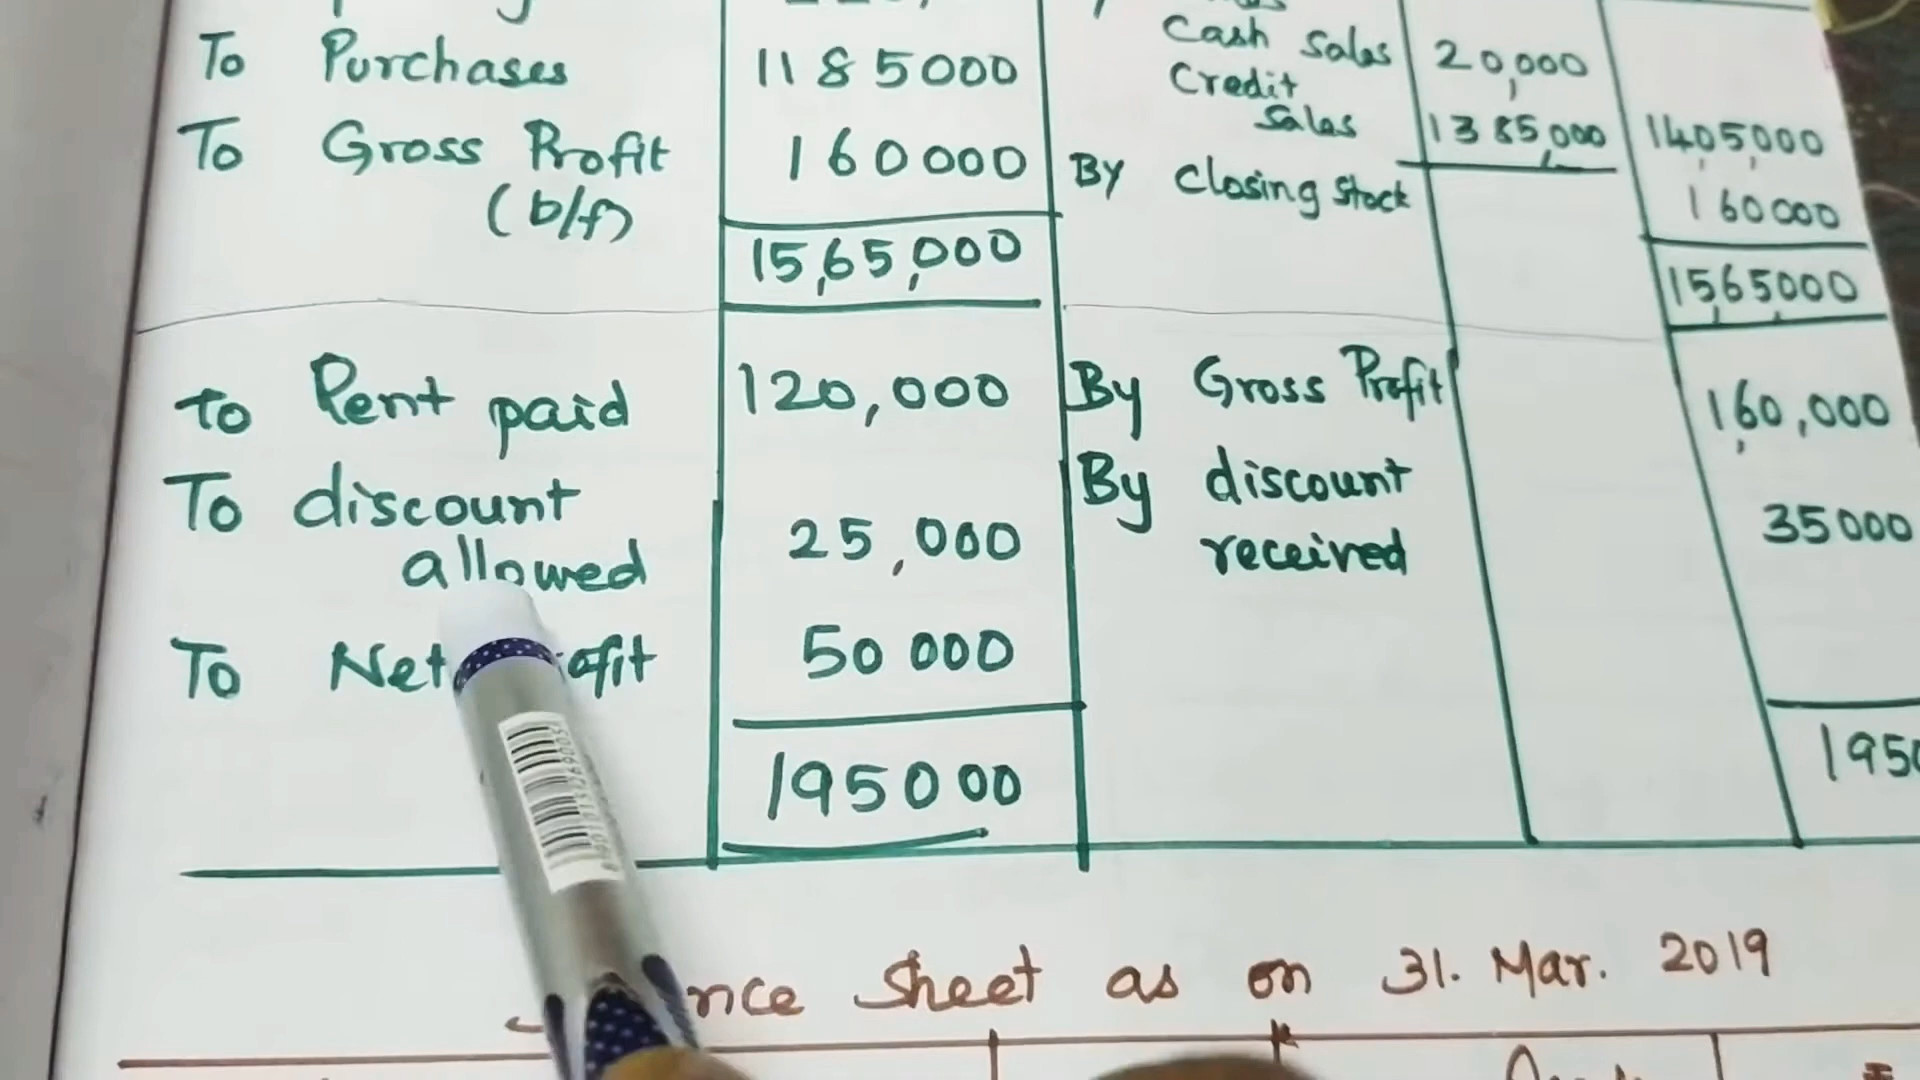 To Purchases 1185000
Cash Sales 20,000
Credit
Sales 1385,000 1405,000
To Gross Profit 160000
(b/f)
By Closing Stock 160000
15,65,000 1565000
to Rent paid 120,000 By Gross Profit 160,000
To discount
allowed 25,000
By discount
received 35000
To Net 50 000
195000
Sheet as on 31. Mar. 2019